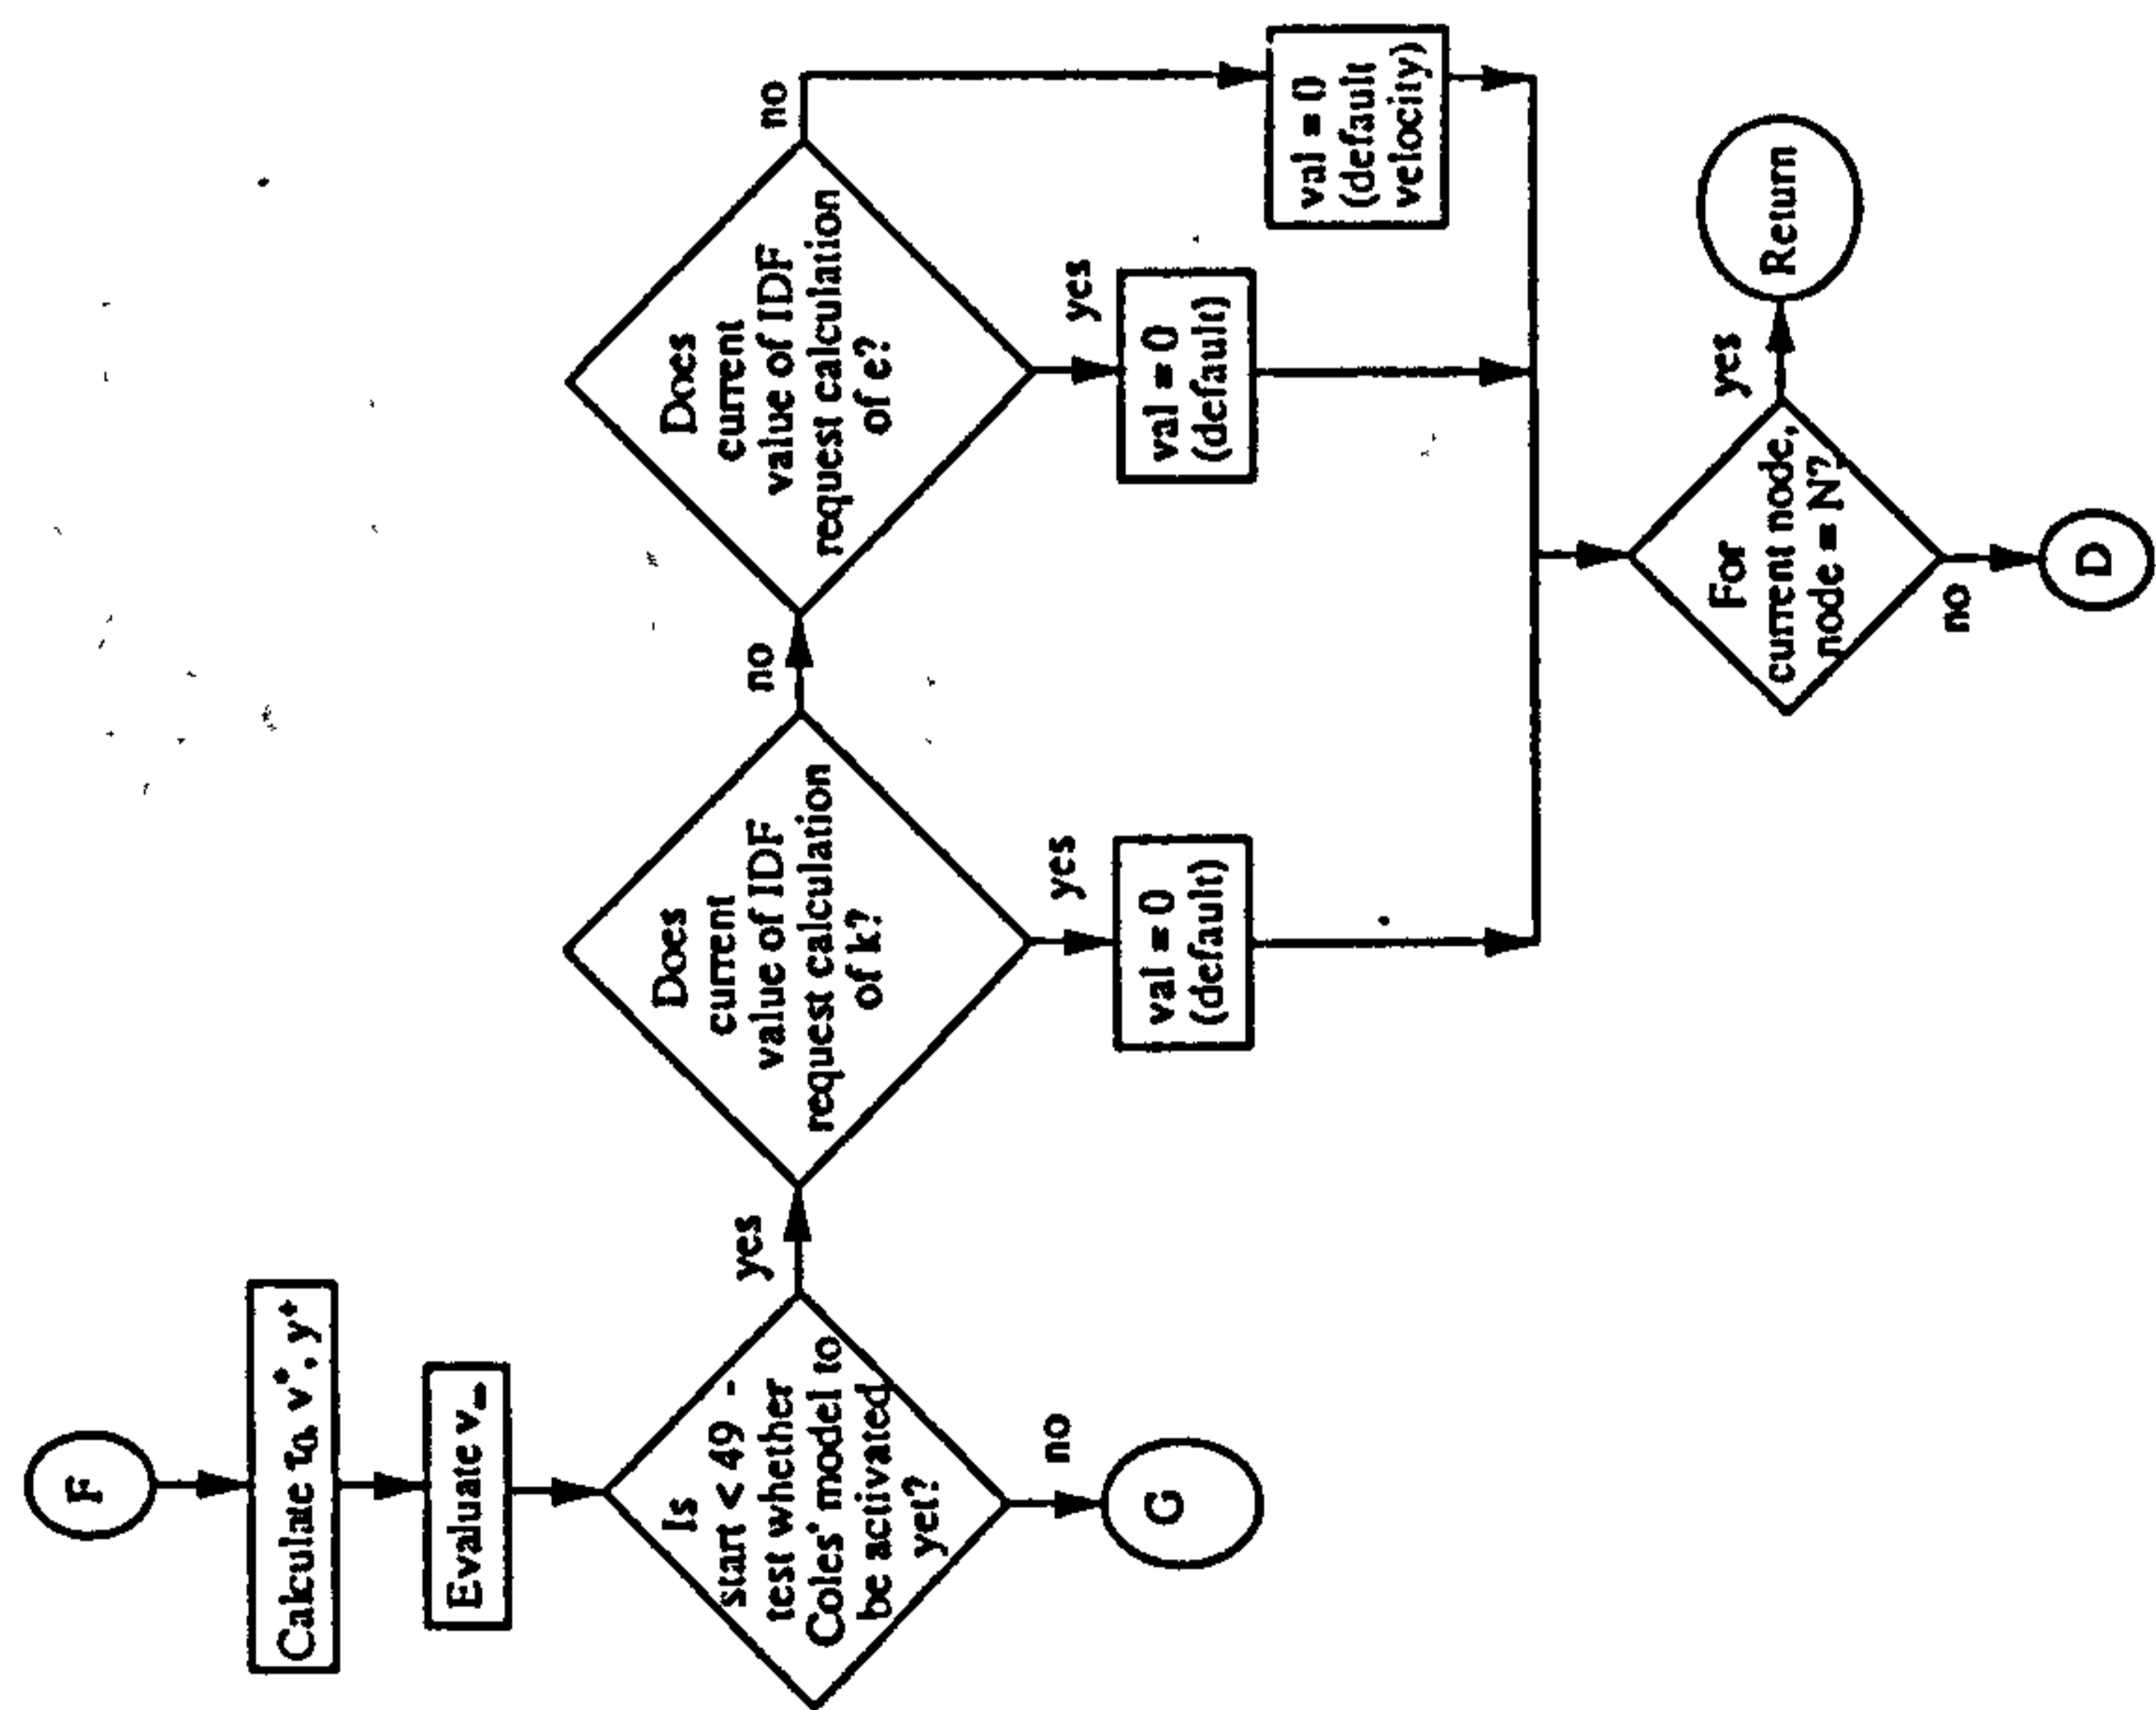 F
Calculate v*, y+
Evaluate v
Is
start < 49 -
test whether
Coles' model to
be activated
yet?
yes
no
G
Does
current
value of IDF
request calculation
of k?
yes
val = 0
(default)
no
Does
current
value of IDF
request calculation
of
yes
val = 0
(default)
no
val = 0
(default
velocity)
For
current node,
node = N?
yes
Return
no
D